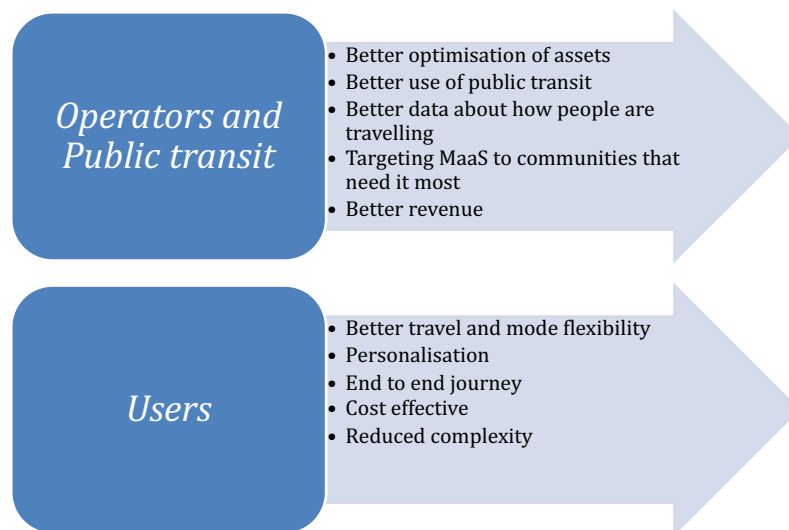 Operators and
Public transit
• Better optimisation of assets
• Better use of public transit
• Better data about how people are
travelling
• Targeting MaaS to communities that
need it most
• Better revenue
Users
• Better travel and mode flexibility
• Personalisation
• End to end journey
• Cost effective
• Reduced complexity